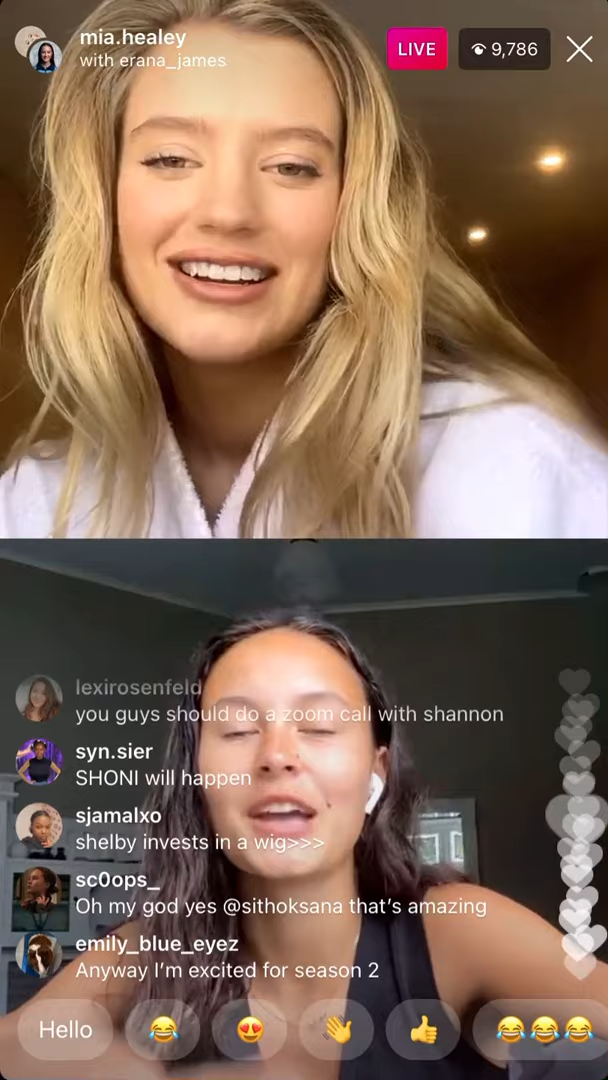 mia.healey
LIVE
9,786
with erana_james
lexirosenfeld
you guys should do a zoom call with shannon
syn.sier
SHONI will happen
sjamalxo
shelby invests in a wig>>>
sc0ops_
Oh my god yes @sithoksana that’s amazing
emily_blue_eyez
Anyway I’m excited for season 2
Hello